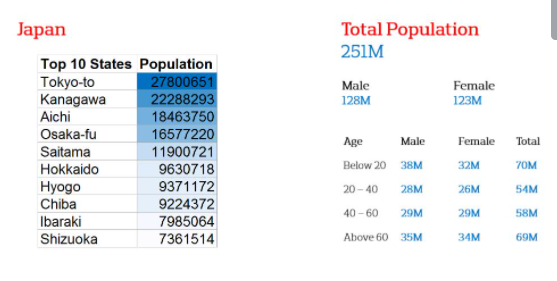 Japan
Top 10 States Population
Tokyo-to 27800651
Kanagawa 22288293
Aichi 18463750
Osaka-fu 16577220
Saitama 11900721
Hokkaido 9630718
Hyogo 9371172
Chiba 9224372
Ibaraki 7985064
Shizuoka 7361514
Total Population
251M
Male Female
128M 123M
Age Male Female Total
Below 20 38M 32M 70M
20 – 40 28M 26M 54M
40 – 60 29M 29M 58M
Above 60 35M 34M 69M